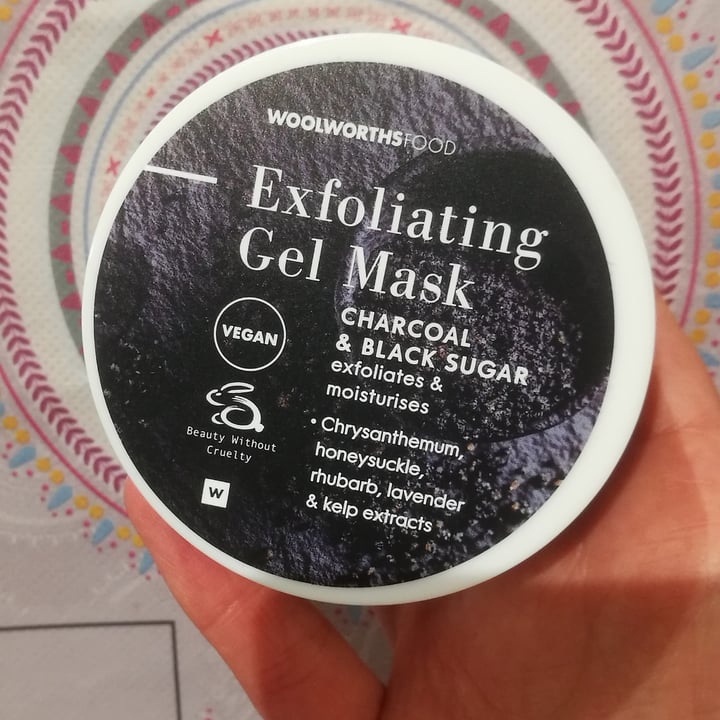 WOOLWORTHSFOOD
Exfoliating
Gel Mask
CHARCOAL
& BLACK SUGAR
exfoliates &
moisturises
• Chrysanthemum,
honeysuckle,
rhubarb, lavender
& kelp extracts
VEGAN
Beauty Without
Cruelty
W